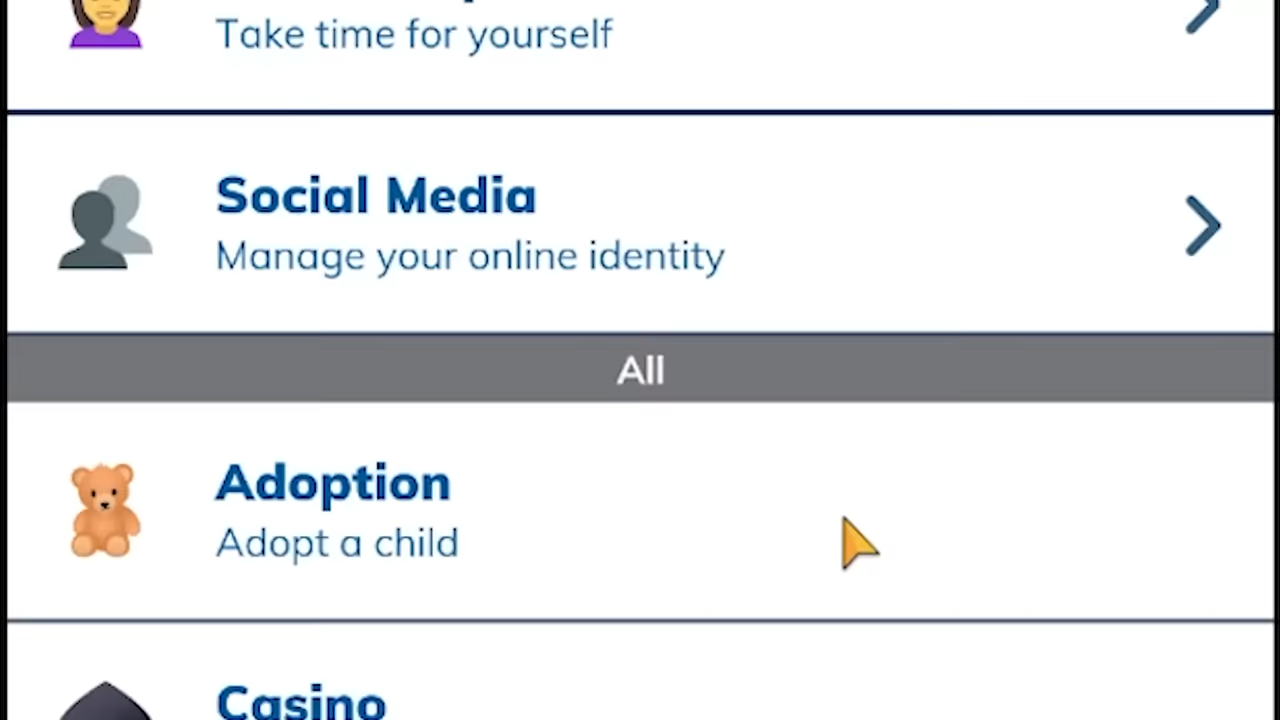 Take time for yourself
Social Media
Manage your online identity
All
Adoption
Adopt a child
Casino